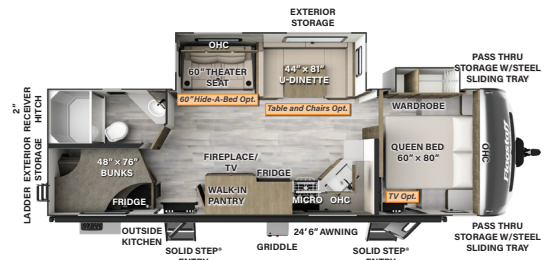 EXTERIOR
STORAGE
OHC
60" THEATER
SEAT
44" x 81"
U-DINETTE
60" Hide-A-Bed Opt.
Table and Chairs Opt.
PASS THRU
STORAGE W/STEEL
SLIDING TRAY
WARDROBE
2"
RECEIVER
HITCH
EXTERIOR
STORAGE
LADDER
QUEEN BED
60" x 80"
OHC
TV Opt.
48" x 76"
BUNKS
FRIDGE
FIREPLACE/
TV
FRIDGE
WALK-IN
PANTRY
MICRO
OHC
OUTSIDE
KITCHEN
SOLID STEP®
ENTRY
GRIDDLE
24' 6" AWNING
SOLID STEP®
ENTRY
PASS THRU
STORAGE W/STEEL
SLIDING TRAY